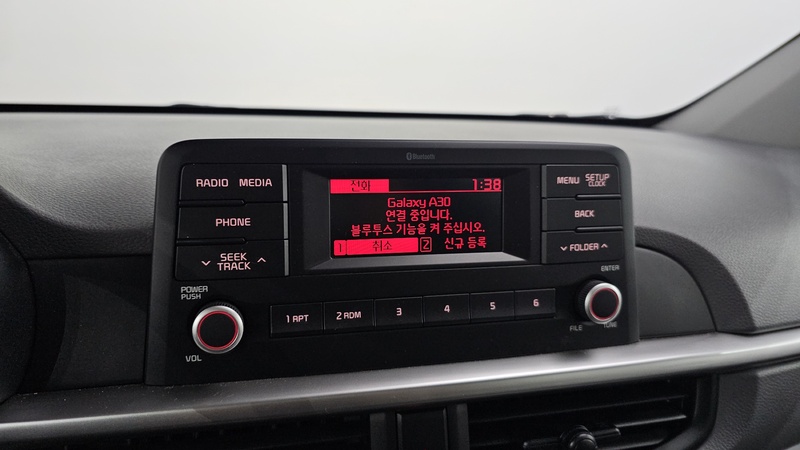 Bluetooth
RADIO MEDIA
PHONE
SEEK
TRACK
POWER
PUSH
VOL
전화 1:38
Galaxy A30
연결 중입니다.
블루투스 기능을 켜 주십시오.
1 취소 2 신규 등록
1 RPT 2 RDM 3 4 5 6
MENU SETUP
CLOCK
BACK
FOLDER
ENTER
FILE TUNE